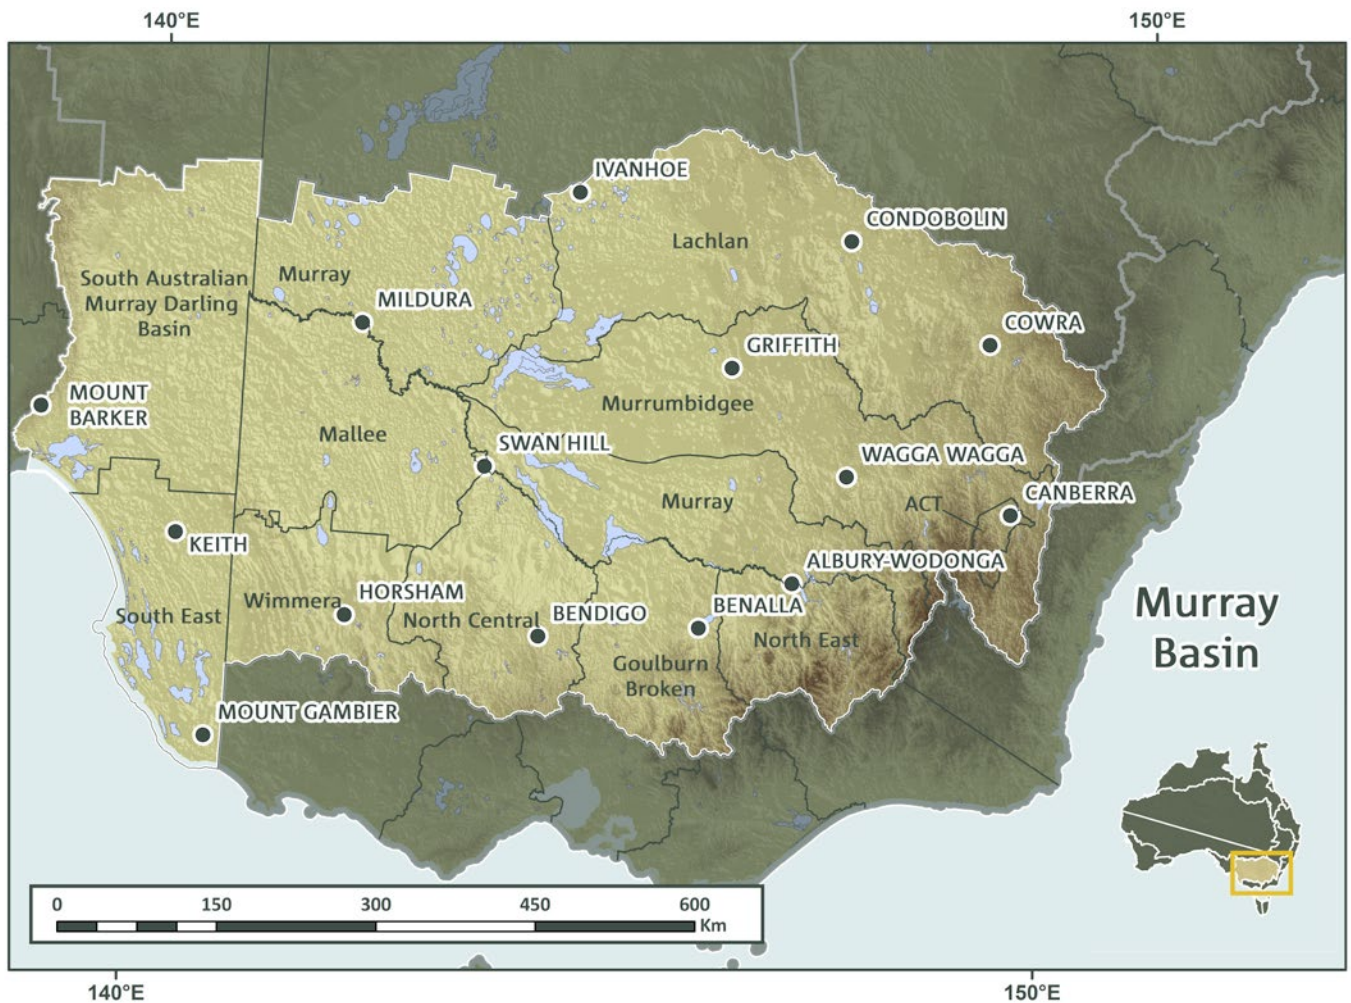 140°E
150°E
IVANHOE
CONDOBOLIN
Lachlan
South Australian
Murray Darling
Basin
Murray
MILDURA
COWRA
GRIFFITH
MOUNT
BARKER
Murrumbidgee
Mallee
SWAN HILL
WAGGA WAGGA
Murray
ACT
CANBERRA
KEITH
ALBURY-WODONGA
HORSHAM
Wimmera
North Central
BENDIGO
BENALLA
South East
North East
Goulburn
Broken
Murray
Basin
MOUNT GAMBIER
0 150 300 450 600
Km
140°E
150°E